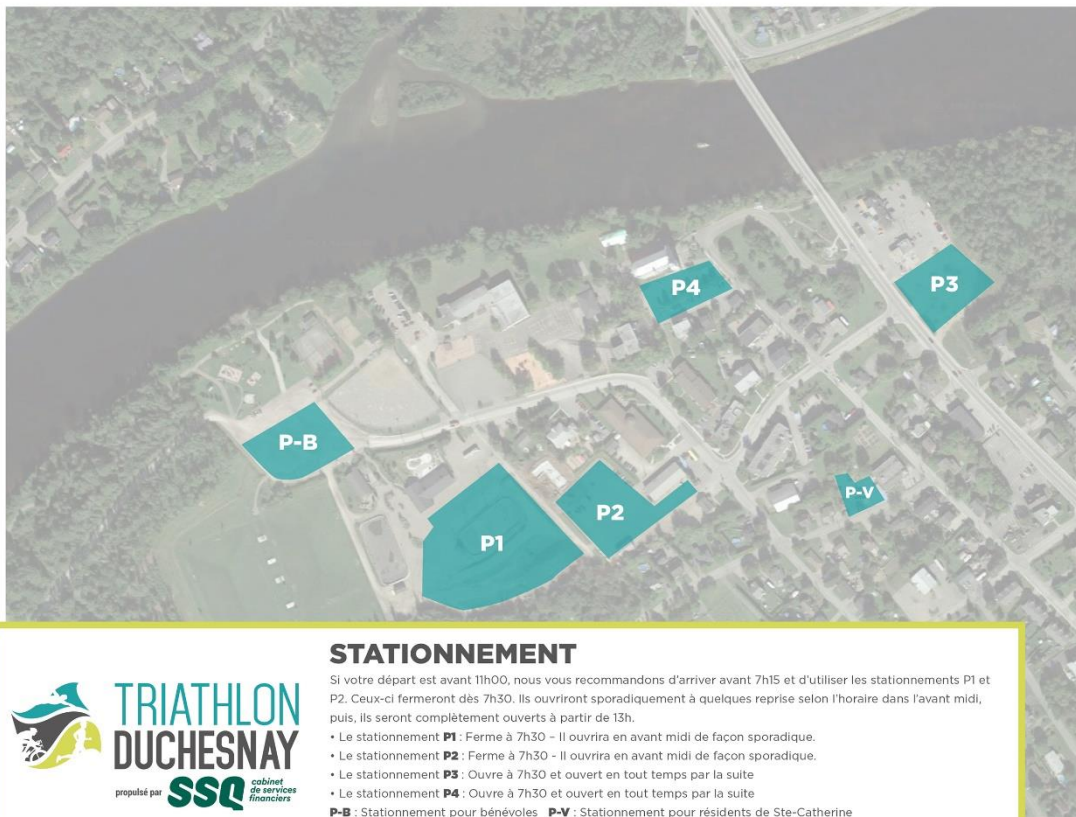 P4
P3
P-B
P-V
P2
P1
STATIONNEMENT
Si votre départ est avant 11h00, nous vous recommandons d'arriver avant 7h15 et d'utiliser les stationnements P1 et
P2. Ceux-ci fermeront dès 7h30. Ils ouvriront sporadiquement à quelques reprise selon l'horaire dans l'avant midi,
puis, ils seront complètement ouverts à partir de 13h.
• Le stationnement P1 : Ferme à 7h30 - Il ouvrira en avant midi de façon sporadique.
• Le stationnement P2 : Ferme à 7h30 - Il ouvrira en avant midi de façon sporadique.
• Le stationnement P3 : Ouvre à 7h30 et ouvert en tout temps par la suite
• Le stationnement P4 : Ouvre à 7h30 et ouvert en tout temps par la suite
P-B : Stationnement pour bénévoles P-V : Stationnement pour résidents de Ste-Catherine
TRIATHLON
DUCHESNAY
propulsé par SSQ cabinet
de services
financiers